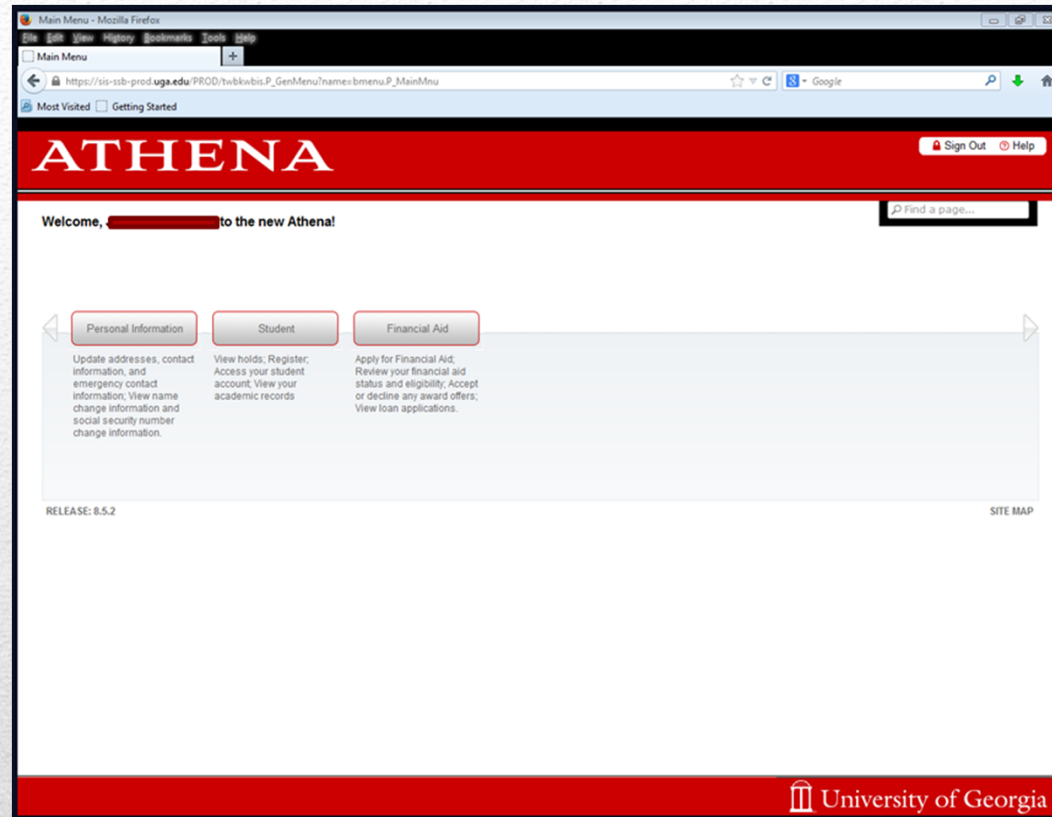 Main Menu - Mozilla Firefox
File Edit View History Bookmarks Tools Help
Main Menu +
https://sis-ssb-prod.uga.edu/PROD/twbkwbis.P_GenMenu?name=bmenu.P_MainMnu
8 - Google
Most Visited Getting Started
ATHENA
Sign Out Help
Find a page...
Welcome, to the new Athena!
Personal Information
Student
Financial Aid
Update addresses, contact
information, and
emergency contact
information; View name
change information and
social security number
change information.
View holds; Register;
Access your student
account; View your
academic records
Apply for Financial Aid;
Review your financial aid
status and eligibility; Accept
or decline any award offers;
View loan applications.
RELEASE: 8.5.2
SITE MAP
University of Georgia